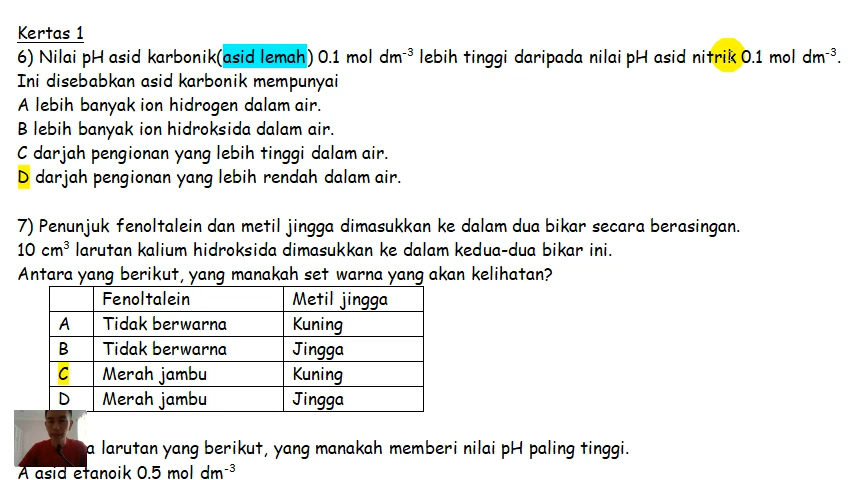 Kertas 1
6) Nilai pH asid karbonik(asid lemah) 0.1 mol dm⁻³ lebih tinggi daripada nilai pH asid nitrik 0.1 mol dm⁻³.
Ini disebabkan asid karbonik mempunyai
A lebih banyak ion hidrogen dalam air.
B lebih banyak ion hidroksida dalam air.
C darjah pengionan yang lebih tinggi dalam air.
D darjah pengionan yang lebih rendah dalam air.
7) Penunjuk fenoltalein dan metil jingga dimasukkan ke dalam dua bikar secara berasingan.
10 cm³ larutan kalium hidroksida dimasukkan ke dalam kedua-dua bikar ini.
Antara yang berikut, yang manakah set warna yang akan kelihatan?
Fenoltalein Metil jingga
A Tidak berwarna Kuning
B Tidak berwarna Jingga
C Merah jambu Kuning
D Merah jambu Jingga
larutan yang berikut, yang manakah memberi nilai pH paling tinggi.
A asid etanoik 0.5 mol dm⁻³